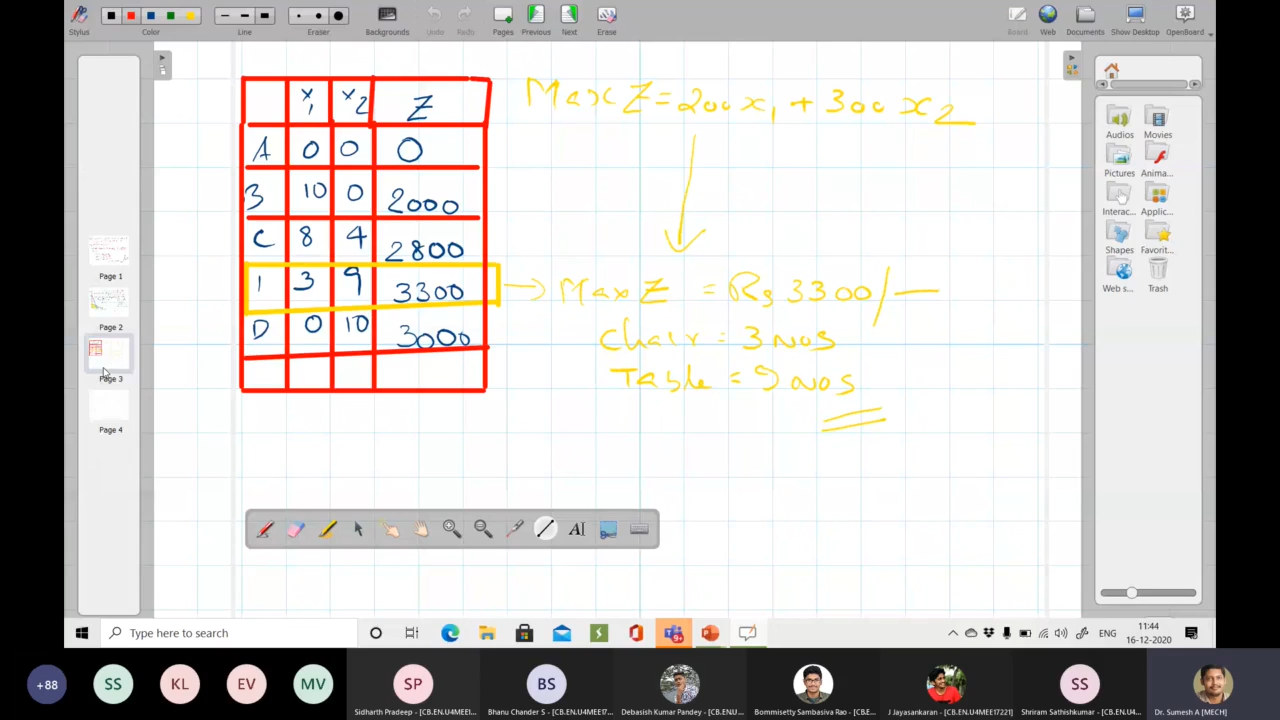 Stylus
Color
Line
Eraser
Backgrounds
Undo
Redo
Pages
Previous
Next
Erase
Board
Web
Documents
Show Desktop
OpenBoard
x1 x2 Z
A 0 0 0
B 10 0 2000
C 8 4 2800
1 3 9 3300
D 0 10 3000
Max Z = 200 x1 + 300 x2
Max Z = Rs 3300/—
Chair = 3 Nos
Table = 9 Nos
Page 1
Page 2
Page 3
Page 4
Audios
Movies
Pictures
Anima...
Interac...
Applic...
Shapes
Favorit...
Web s...
Trash
AI
Type here to search
9+
ENG
11:44
16-12-2020
+88
SS
KL
EV
MV
SP
Sidharth Pradeep - [CB.EN.U4MEE1...
BS
Bhanu Chander S - [CB.EN.U4MEE17...
Debasish Kumar Pandey - [CB.EN.U...
Bommisetty Sambasiva Rao - [CB.E...
J Jayasankaran - [CB.EN.U4MEE17221]
SS
Shriram Sathishkumar - [CB.EN.U4...
Dr. Sumesh A [MECH]